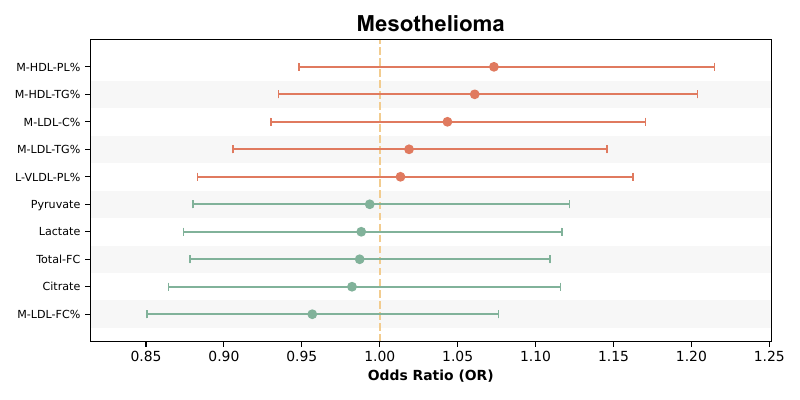 Mesothelioma
M-HDL-PL%
M-HDL-TG%
M-LDL-C%
M-LDL-TG%
L-VLDL-PL%
Pyruvate
Lactate
Total-FC
Citrate
M-LDL-FC%
0.85 0.90 0.95 1.00 1.05 1.10 1.15 1.20 1.25
Odds Ratio (OR)